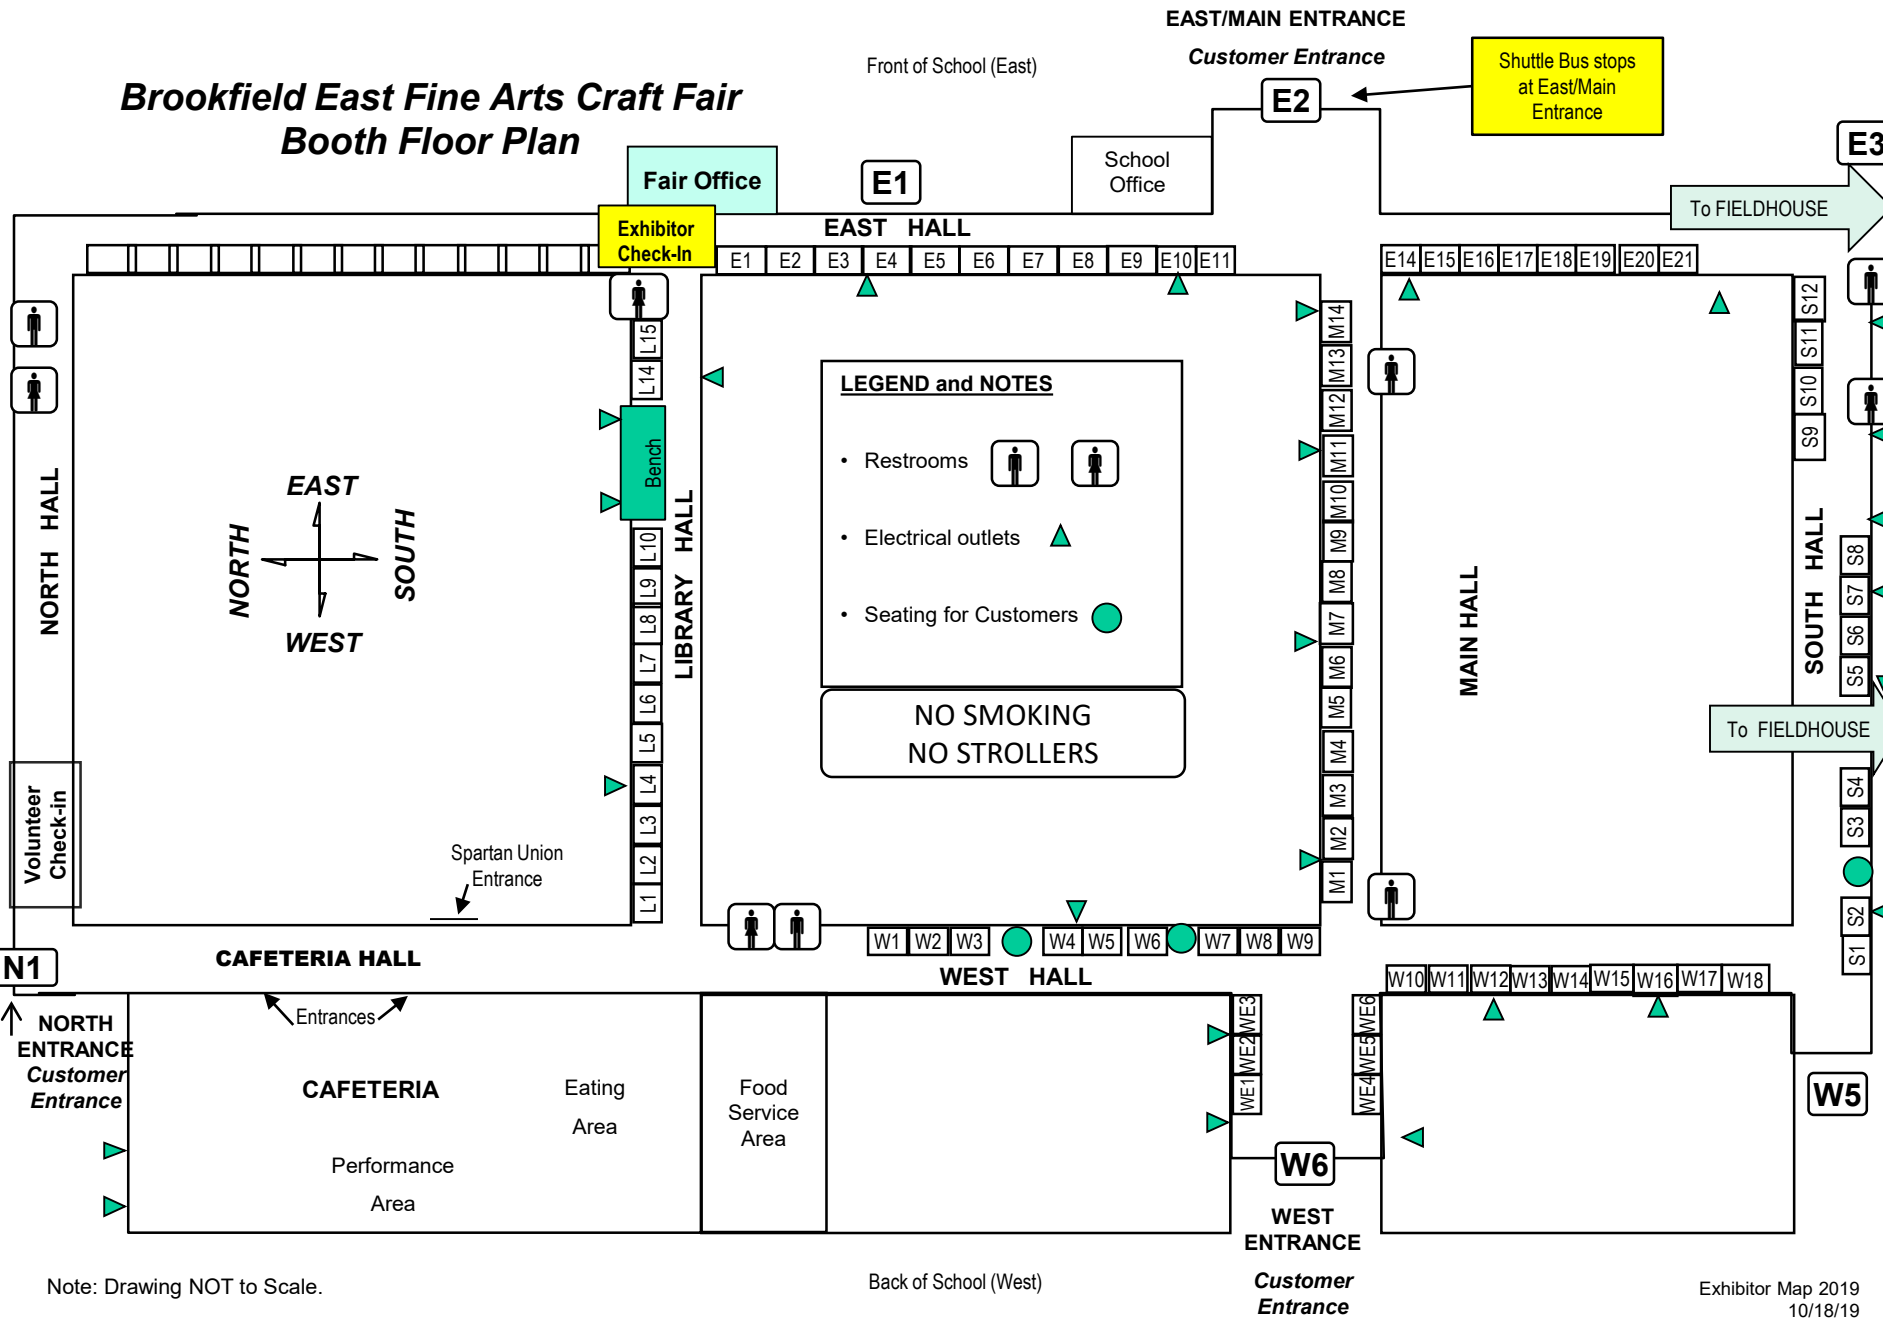 EAST/MAIN ENTRANCE
Customer Entrance
Front of School (East)
E2
Shuttle Bus stops
at East/Main
Entrance
Brookfield East Fine Arts Craft Fair
Booth Floor Plan
Fair Office
E1
School
Office
E3
To FIELDHOUSE
Exhibitor
Check-In
EAST HALL
E1 E2 E3 E4 E5 E6 E7 E8 E9 E10 E11
E14 E15 E16 E17 E18 E19 E20 E21
L15
L14
Bench
L10
L9
L8
L7
L6
L5
L4
L3
L2
L1
NORTH HALL
EAST
NORTH
SOUTH
WEST
LIBRARY HALL
LEGEND and NOTES
• Restrooms
• Electrical outlets
• Seating for Customers
NO SMOKING
NO STROLLERS
M14
M13
M12
M11
M10
M9
M8
M7
M6
M5
M4
M3
M2
M1
MAIN HALL
S12
S11
S10
S9
SOUTH HALL
S8
S7
S6
S5
To FIELDHOUSE
S4
S3
S2
S1
Volunteer
Check-in
Spartan Union
Entrance
N1
CAFETERIA HALL
W1 W2 W3 W4 W5 W6 W7 W8 W9
WEST HALL
W10 W11 W12 W13 W14 W15 W16 W17 W18
NORTH
ENTRANCE
Customer
Entrance
Entrances
CAFETERIA
Eating
Area
Performance
Area
Food
Service
Area
WE3
WE2
WE1
WE6
WE5
WE4
W6
W5
WEST
ENTRANCE
Customer
Entrance
Note: Drawing NOT to Scale.
Back of School (West)
Exhibitor Map 2019
10/18/19